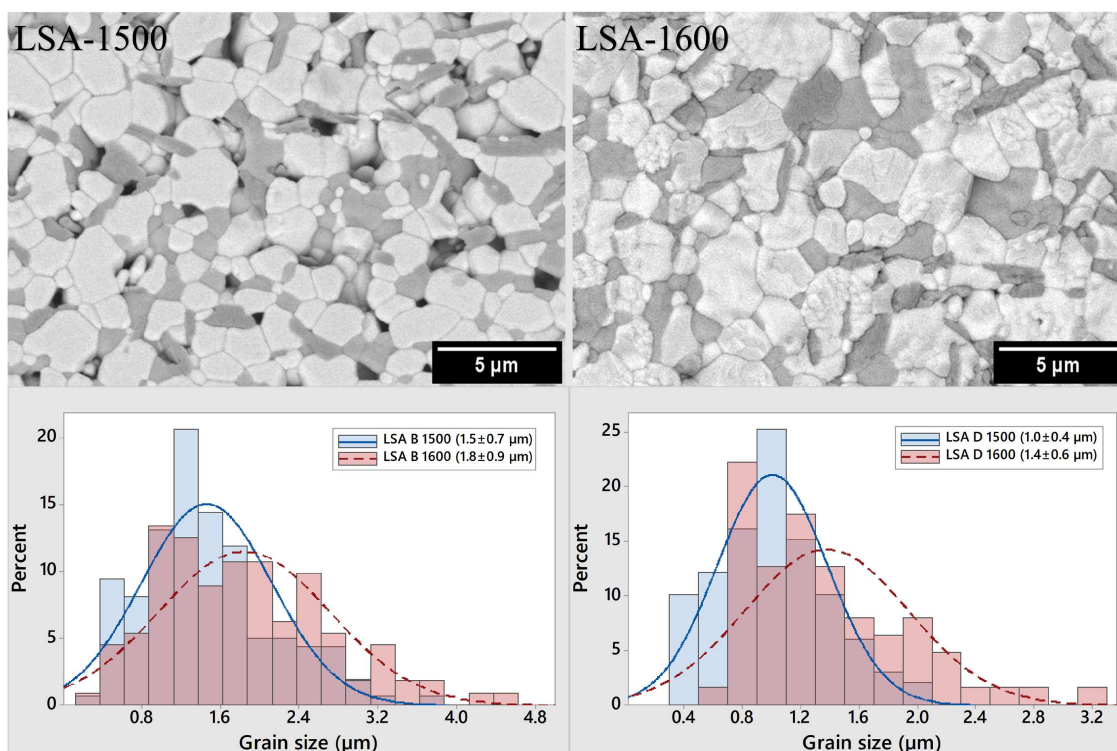 LSA-1500
LSA-1600
5 µm
5 µm
LSA B 1500 (1.5±0.7 µm)
LSA B 1600 (1.8±0.9 µm)
Percent
20
15
10
5
0
0.8 1.6 2.4 3.2 4.0 4.8
Grain size (µm)
LSA D 1500 (1.0±0.4 µm)
LSA D 1600 (1.4±0.6 µm)
Percent
25
20
15
10
5
0
0.4 0.8 1.2 1.6 2.0 2.4 2.8 3.2
Grain size (µm)